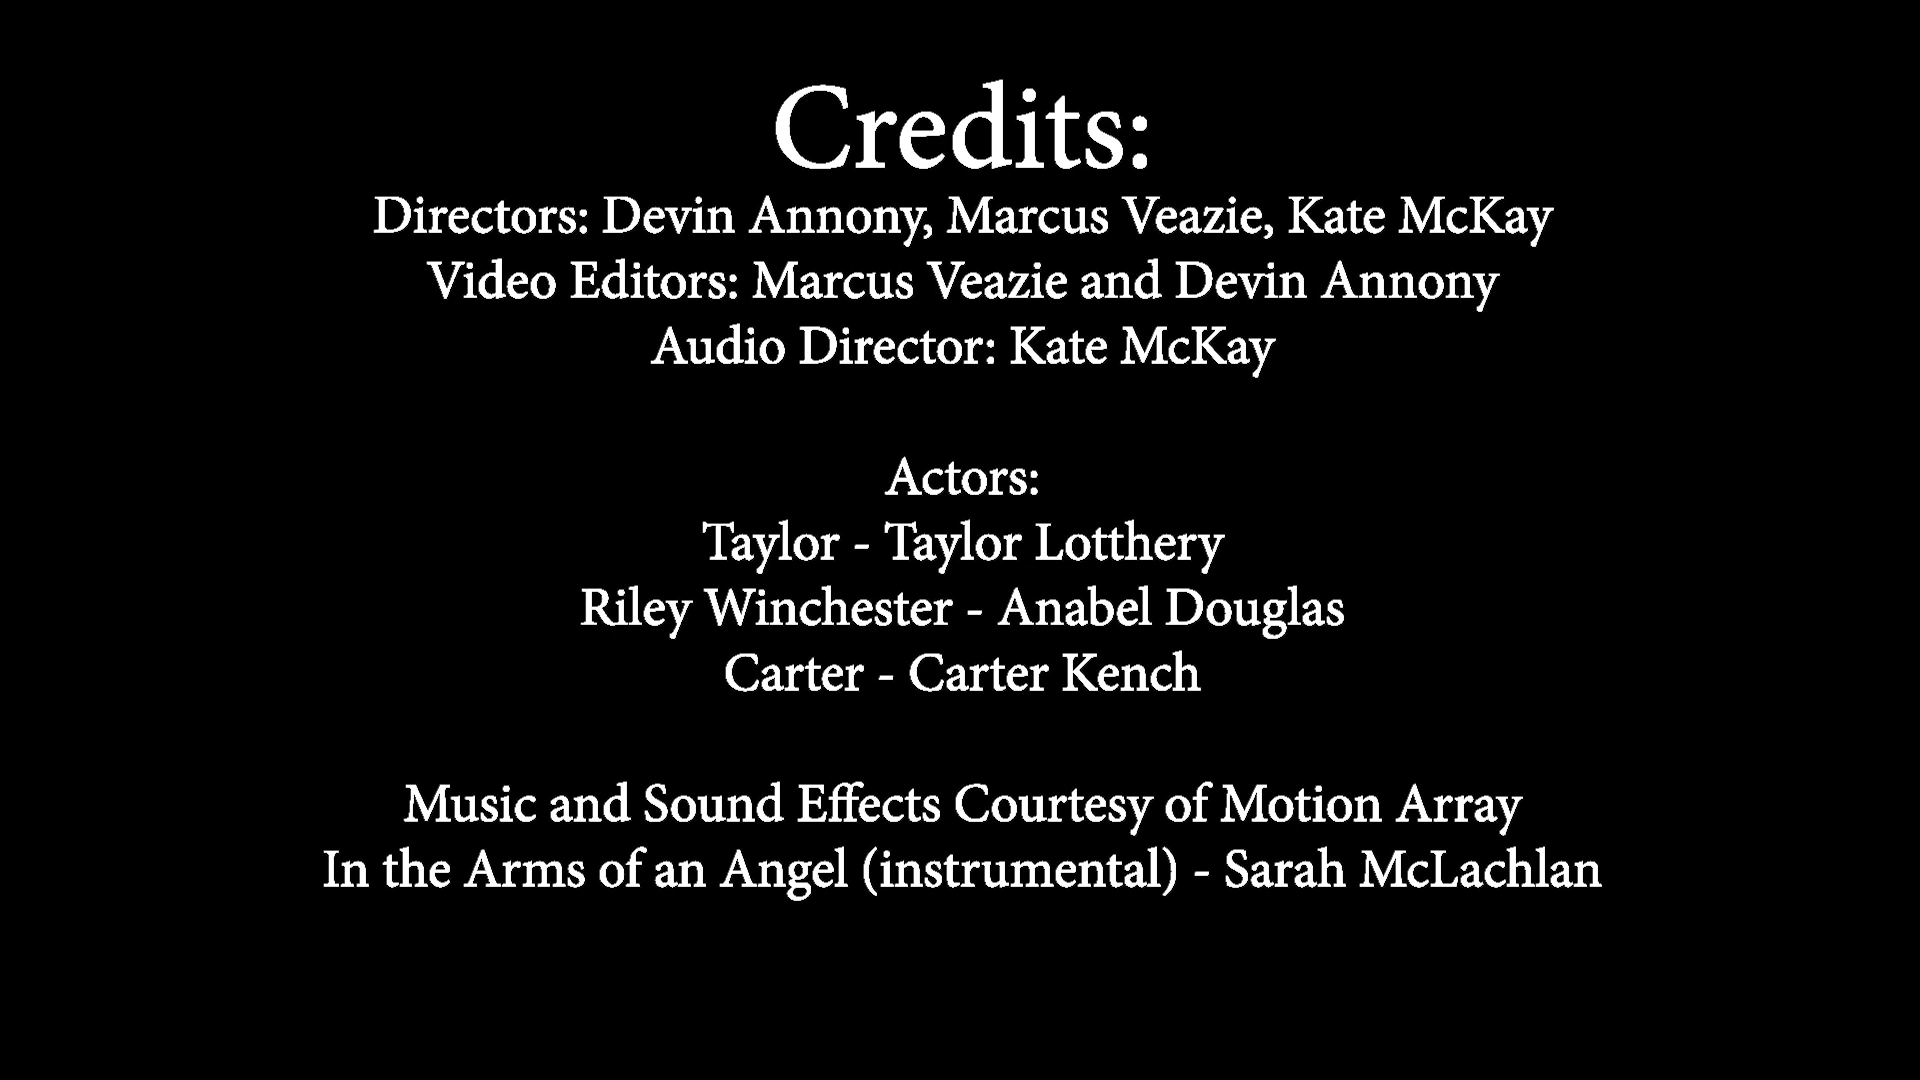 Credits:
Directors: Devin Annony, Marcus Veazie, Kate McKay
Video Editors: Marcus Veazie and Devin Annony
Audio Director: Kate McKay
Actors:
Taylor - Taylor Lotthery
Riley Winchester - Anabel Douglas
Carter - Carter Kench
Music and Sound Effects Courtesy of Motion Array
In the Arms of an Angel (instrumental) - Sarah McLachlan